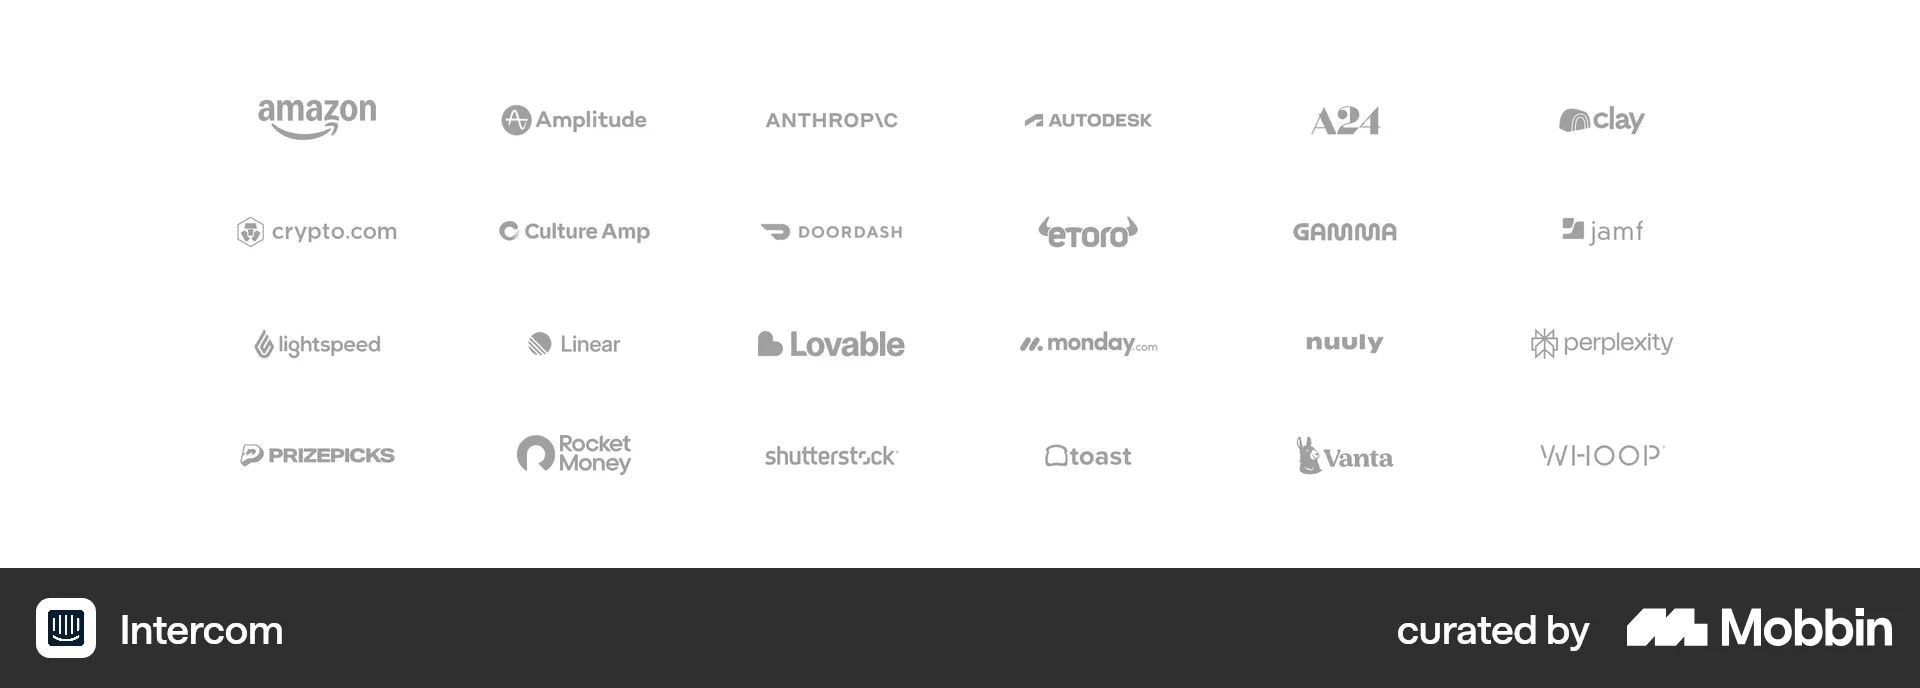 amazon
Amplitude
ANTHROP\C
AUTODESK
A24
clay
crypto.com
Culture Amp
DOORDASH
eTORO
GAMMA
jamf
lightspeed
Linear
Lovable
monday.com
nuuly
perplexity
PRIZEPICKS
Rocket
Money
shutterstock
toast
Vanta
WHOOP
Intercom
curated by
Mobbin